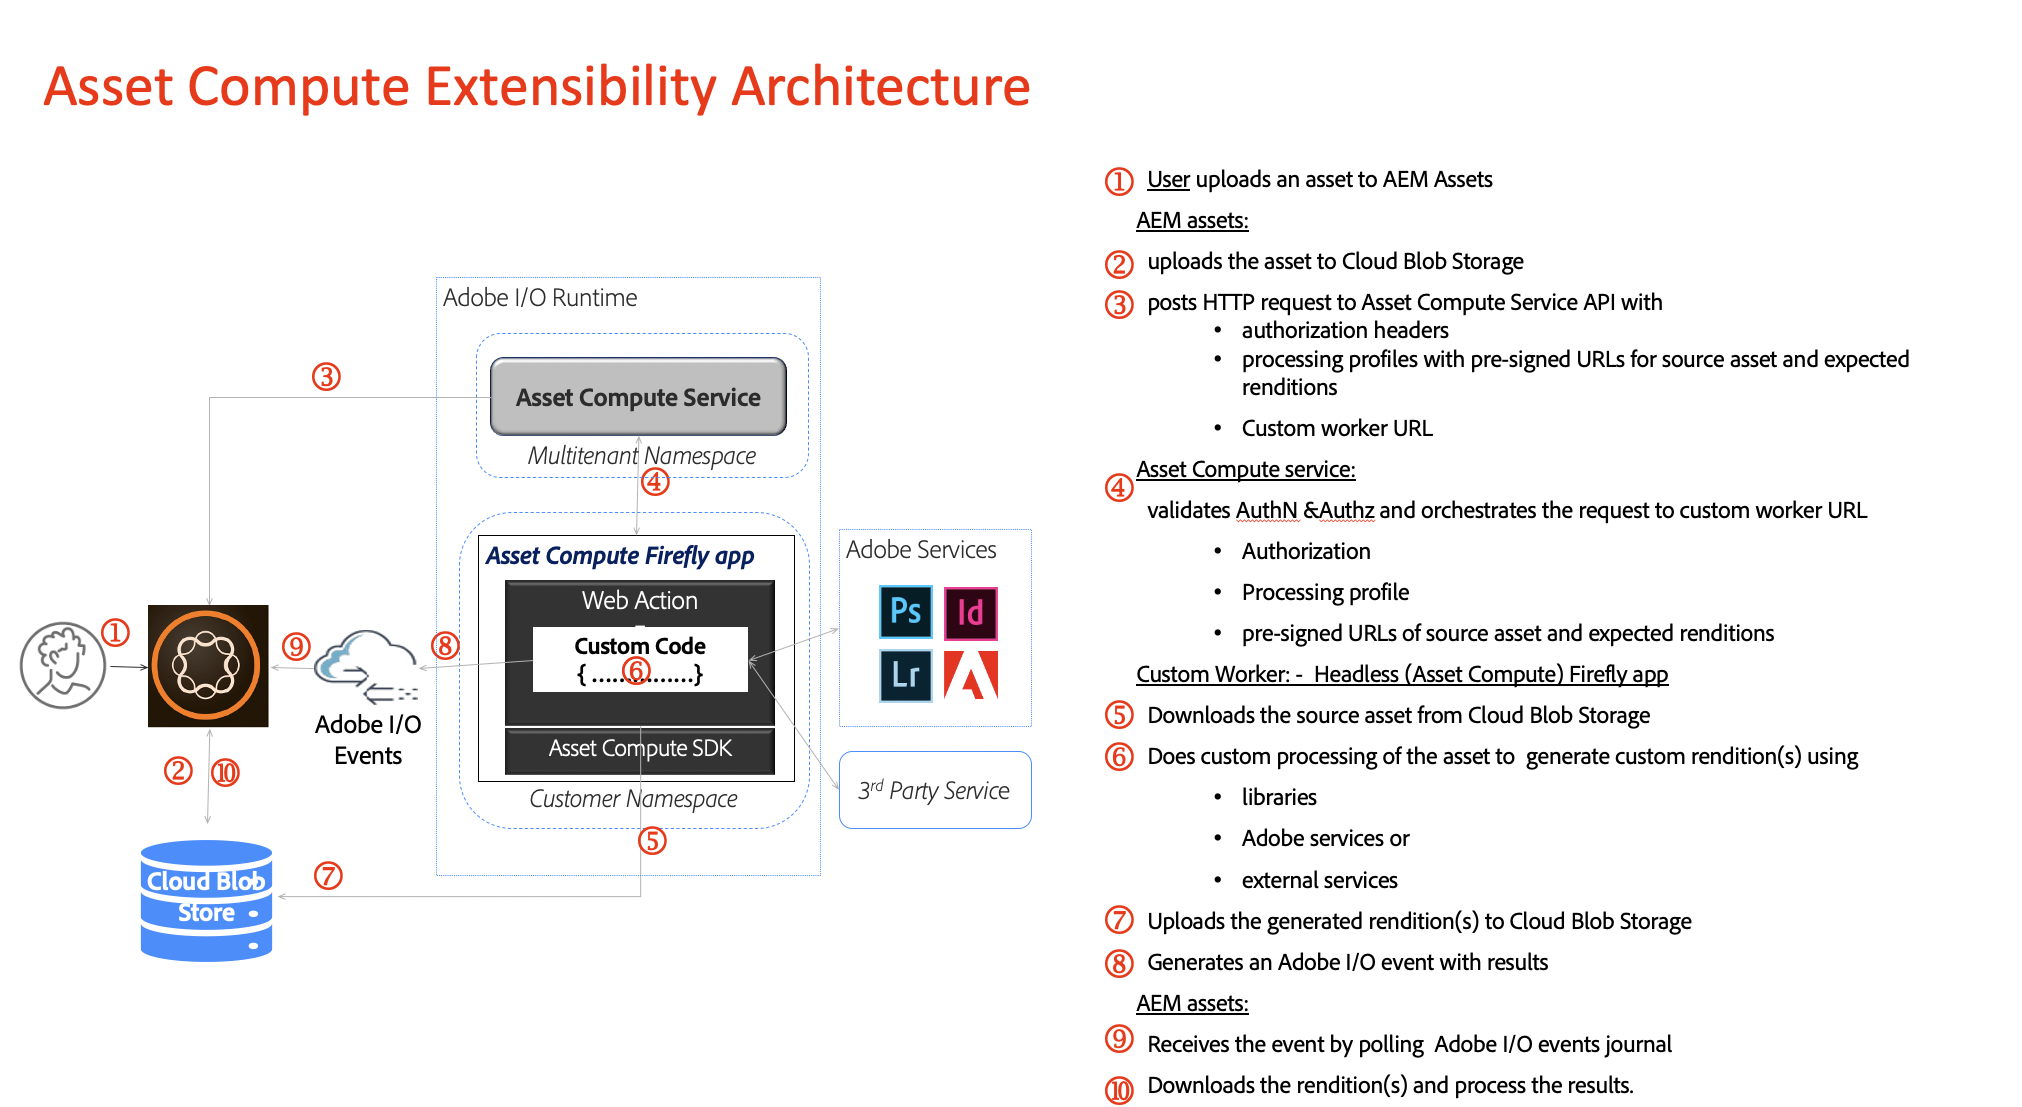 Asset Compute Extensibility Architecture
Adobe I/O Runtime
③
Asset Compute Service
Multitenant Namespace
④
Asset Compute Firefly app
Web Action
Custom Code
{ ...............}
⑥
Asset Compute SDK
Customer Namespace
⑤
Adobe Services
Ps
Id
Lr
3rd Party Service
①
⑨
⑧
Adobe I/O
Events
②
⑩
Cloud Blob
Store
⑦
① User uploads an asset to AEM Assets
AEM assets:
② uploads the asset to Cloud Blob Storage
③ posts HTTP request to Asset Compute Service API with
• authorization headers
• processing profiles with pre-signed URLs for source asset and expected
renditions
• Custom worker URL
Asset Compute service:
④
validates AuthN &Authz and orchestrates the request to custom worker URL
• Authorization
• Processing profile
• pre-signed URLs of source asset and expected renditions
Custom Worker: - Headless (Asset Compute) Firefly app
⑤ Downloads the source asset from Cloud Blob Storage
⑥ Does custom processing of the asset to generate custom rendition(s) using
• libraries
• Adobe services or
• external services
⑦ Uploads the generated rendition(s) to Cloud Blob Storage
⑧ Generates an Adobe I/O event with results
AEM assets:
⑨ Receives the event by polling Adobe I/O events journal
⑩ Downloads the rendition(s) and process the results.